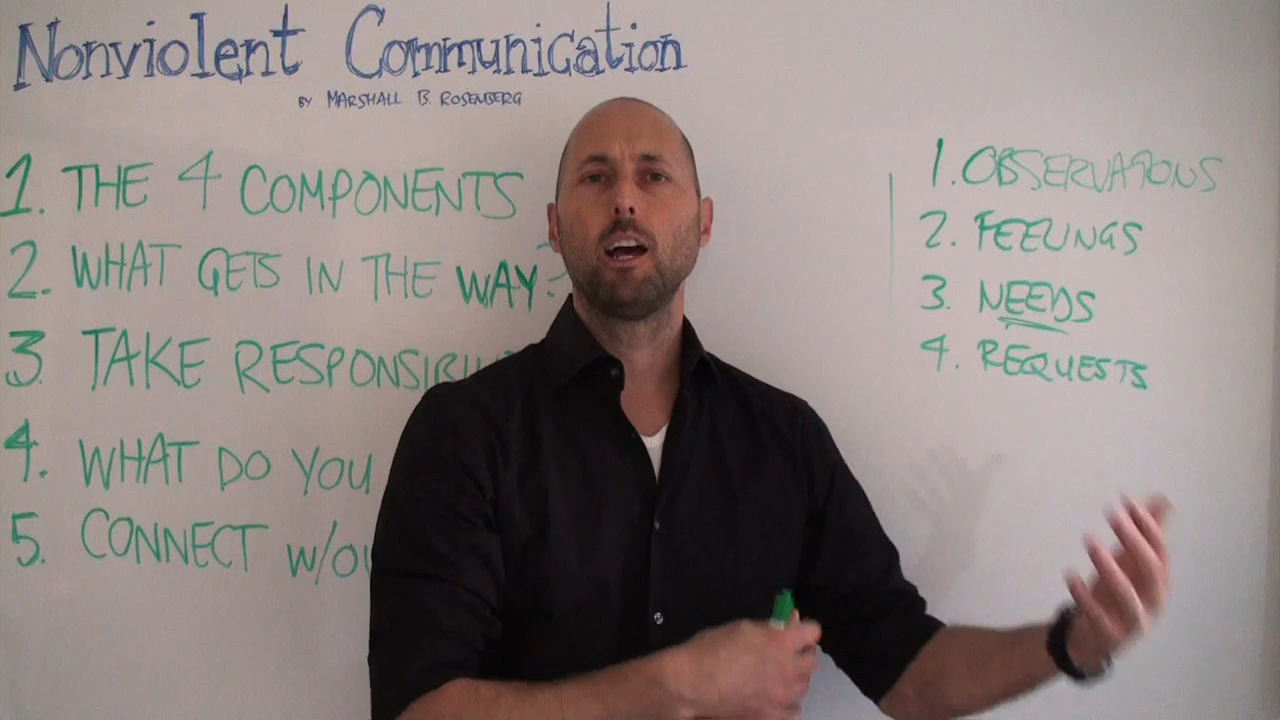 Nonviolent Communication
BY MARSHALL B. ROSENBERG
1. THE 4 COMPONENTS
2. WHAT GETS IN THE WAY?
3. TAKE
4. WHAT DO YOU
5. CONNECT
1. OBSERVATIONS
2. FEELINGS
3. NEEDS
4. REQUESTS